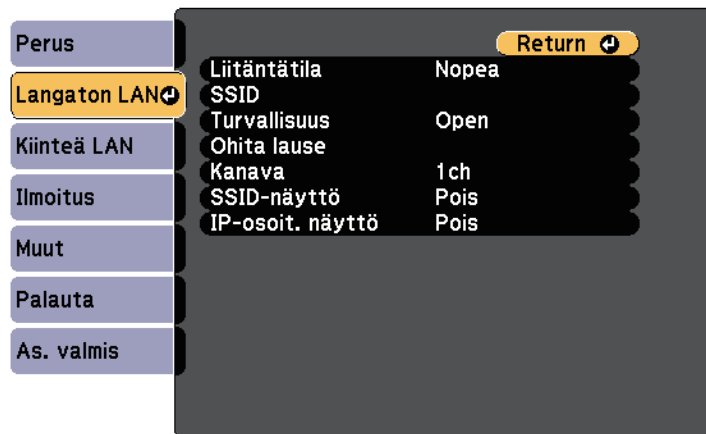 Perus
Langaton LAN
Kiinteä LAN
Ilmoitus
Muut
Palauta
As. valmis
Return
Liitäntätila Nopea
SSID
Turvallisuus Open
Ohita lause
Kanava 1ch
SSID-näyttö Pois
IP-osoit. näyttö Pois